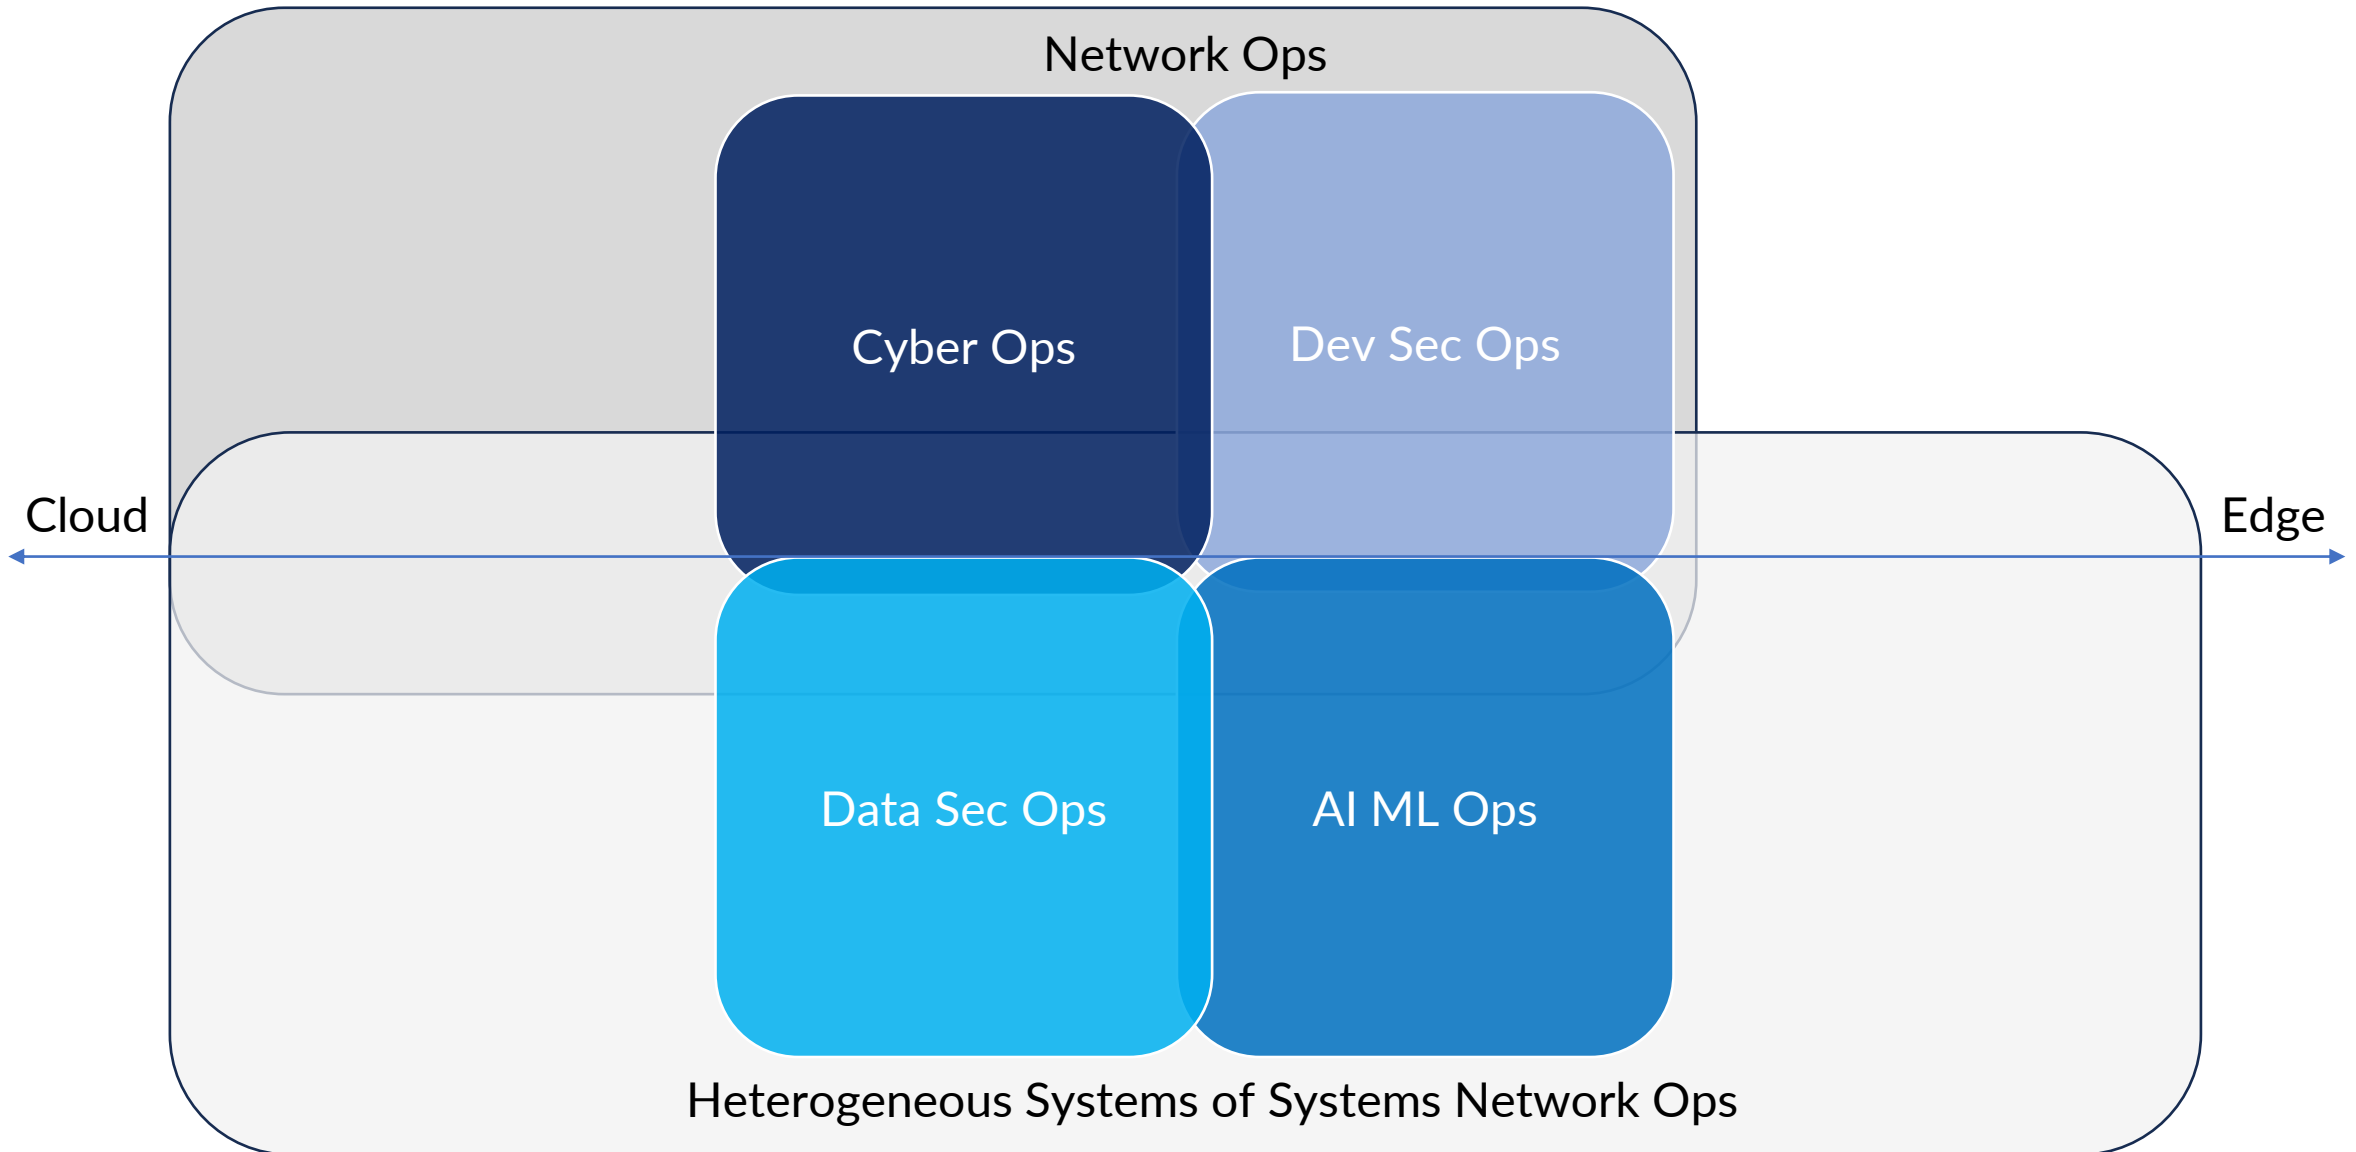 Network Ops
Cyber Ops
Dev Sec Ops
Cloud
Edge
Data Sec Ops
AI ML Ops
Heterogeneous Systems of Systems Network Ops